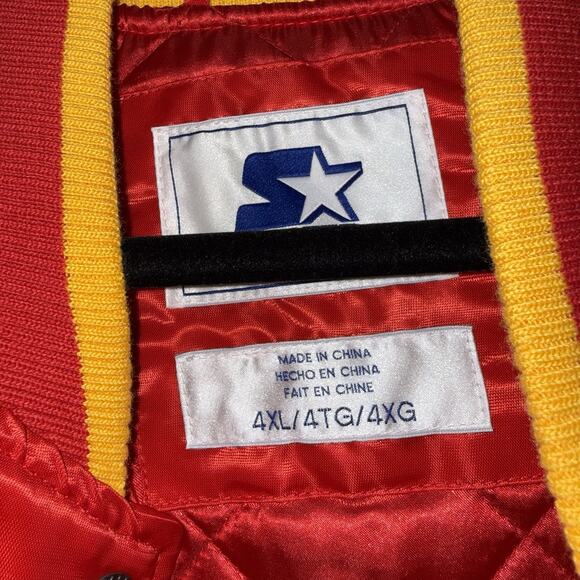 MADE IN CHINA
HECHO EN CHINA
FAIT EN CHINE
4XL/4TG/4XG